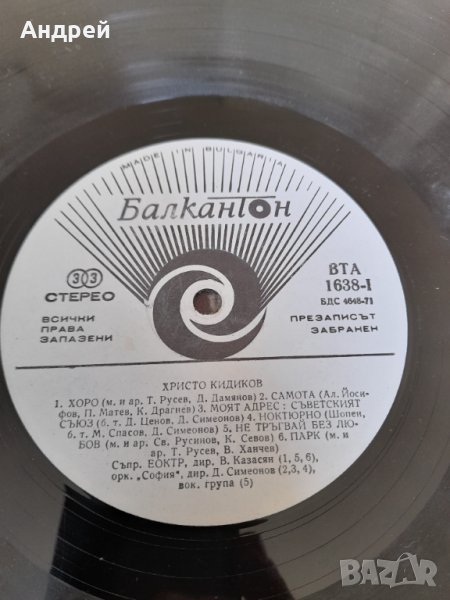 Андрей
MADE IN BULGARIA
Балкантон
33
СТЕРЕО
ВТА
1638-I
БДС 4648-71
ВСИЧКИ
ПРАВА
ЗАПАЗЕНИ
ПРЕЗАПИСЪТ
ЗАБРАНЕН
ХРИСТО КИДИКОВ
1. ХОРО (м. и ар. Т. Русев, Д. Дамянов) 2. САМОТА (Ал. Йоси-
фов, П. Матев, К. Драгнев) 3. МОЯТ АДРЕС : СЪВЕТСКИЯТ
СЪЮЗ (б. т. Д. Ценов, Д. Симеонов) 4. НОКТЮРНО (Шопен,
б. т. М. Спасов, Д. Симеонов) 5. НЕ ТРЪГВАЙ БЕЗ ЛЮ-
БОВ (м. и ар. Св. Русинов, К. Севов) 6. ПАРК (м. и
ар. Т. Русев, В. Ханчев)
Съпр. ЕОКТР, дир. В. Казасян (1, 5, 6),
орк. „София", дир. Д. Симеонов (2,3, 4),
вок. група (5)
BAZAR.bg